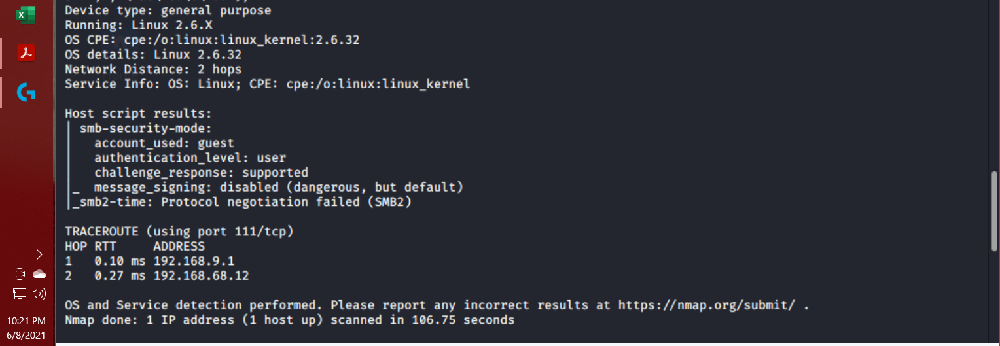 Device type: general purpose
Running: Linux 2.6.X
OS CPE: cpe:/o:linux:linux_kernel:2.6.32
OS details: Linux 2.6.32
Network Distance: 2 hops
Service Info: OS: Linux; CPE: cpe:/o:linux:linux_kernel
Host script results:
| smb-security-mode:
|   account_used: guest
|   authentication_level: user
|   challenge_response: supported
|_  message_signing: disabled (dangerous, but default)
|_smb2-time: Protocol negotiation failed (SMB2)
TRACEROUTE (using port 111/tcp)
HOP RTT     ADDRESS
1   0.10 ms 192.168.9.1
2   0.27 ms 192.168.68.12
OS and Service detection performed. Please report any incorrect results at https://nmap.org/submit/ .
Nmap done: 1 IP address (1 host up) scanned in 106.75 seconds
10:21 PM
6/8/2021